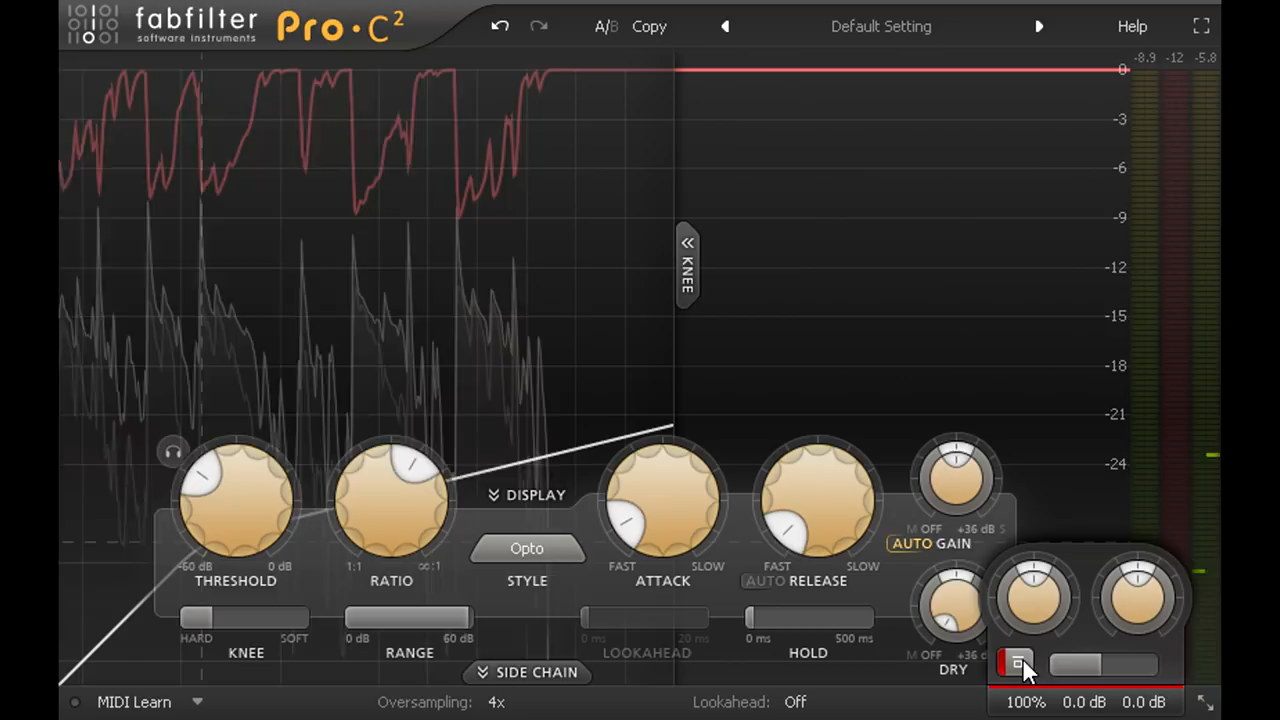 fabfilter
software instruments
Pro·C²
A/B Copy
Default Setting
Help
-8.9 -12 -5.8
0
-3
-6
-9
-12
-15
-18
-21
-24
KNEE
DISPLAY
-60 dB 0 dB
THRESHOLD
1:1 ∞:1
RATIO
Opto
STYLE
FAST SLOW
ATTACK
FAST SLOW
AUTO RELEASE
M OFF +36 dB S
AUTO GAIN
HARD SOFT
KNEE
0 dB 60 dB
RANGE
0 ms 20 ms
LOOKAHEAD
0 ms 500 ms
HOLD
M OFF +36 d
DRY
SIDE CHAIN
MIDI Learn
Oversampling: 4x
Lookahead: Off
100% 0.0 dB 0.0 dB